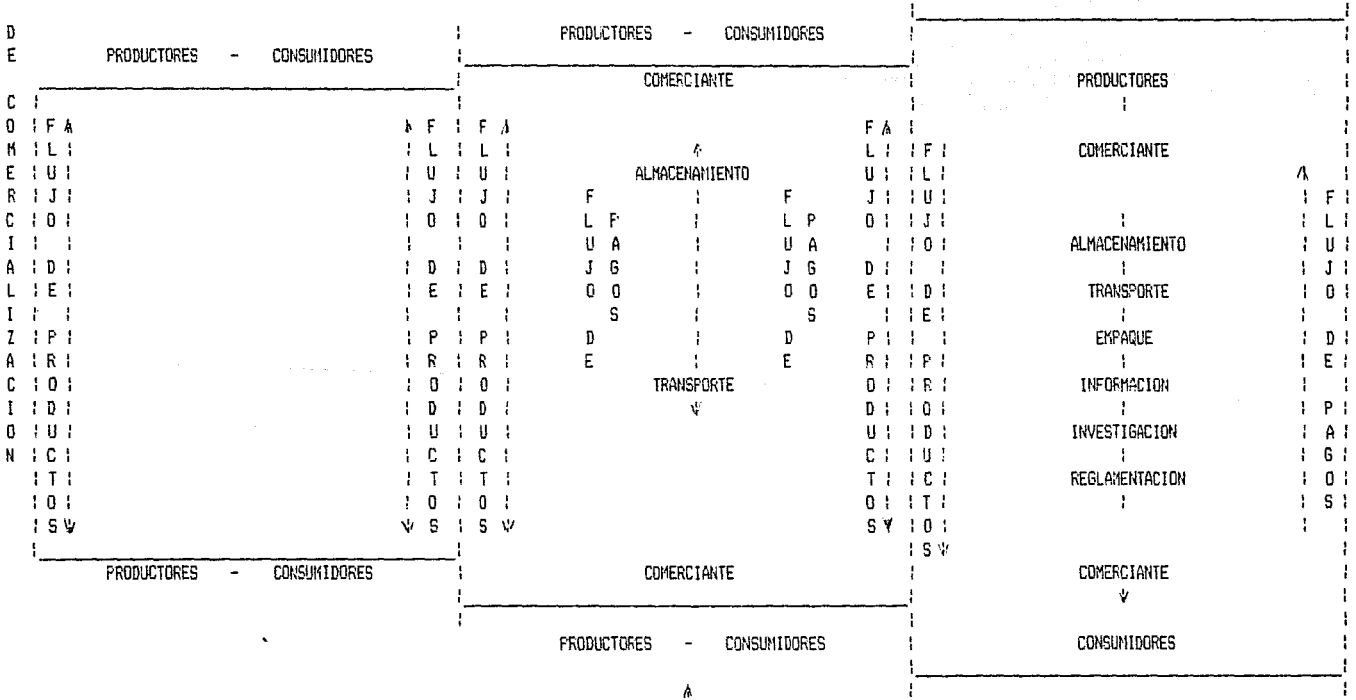 DE COMERCIALIZACION
PRODUCTORES - CONSUMIDORES
FLUJO DE PRODUCTOS
FLUJO DE PRODUCTOS
PRODUCTORES - CONSUMIDORES
PRODUCTORES - CONSUMIDORES
COMERCIANTE
FLUJO DE PRODUCTOS
ALMACENAMIENTO
FLUJO DE
PAGOS
FLUJO DE
PAGOS
TRANSPORTE
FLUJO DE PRODUCTOS
COMERCIANTE
PRODUCTORES - CONSUMIDORES
PRODUCTORES
COMERCIANTE
FLUJO DE PRODUCTOS
ALMACENAMIENTO
TRANSPORTE
EMPAQUE
INFORMACION
INVESTIGACION
REGLAMENTACION
FLUJO DE PAGOS
COMERCIANTE
CONSUMIDORES